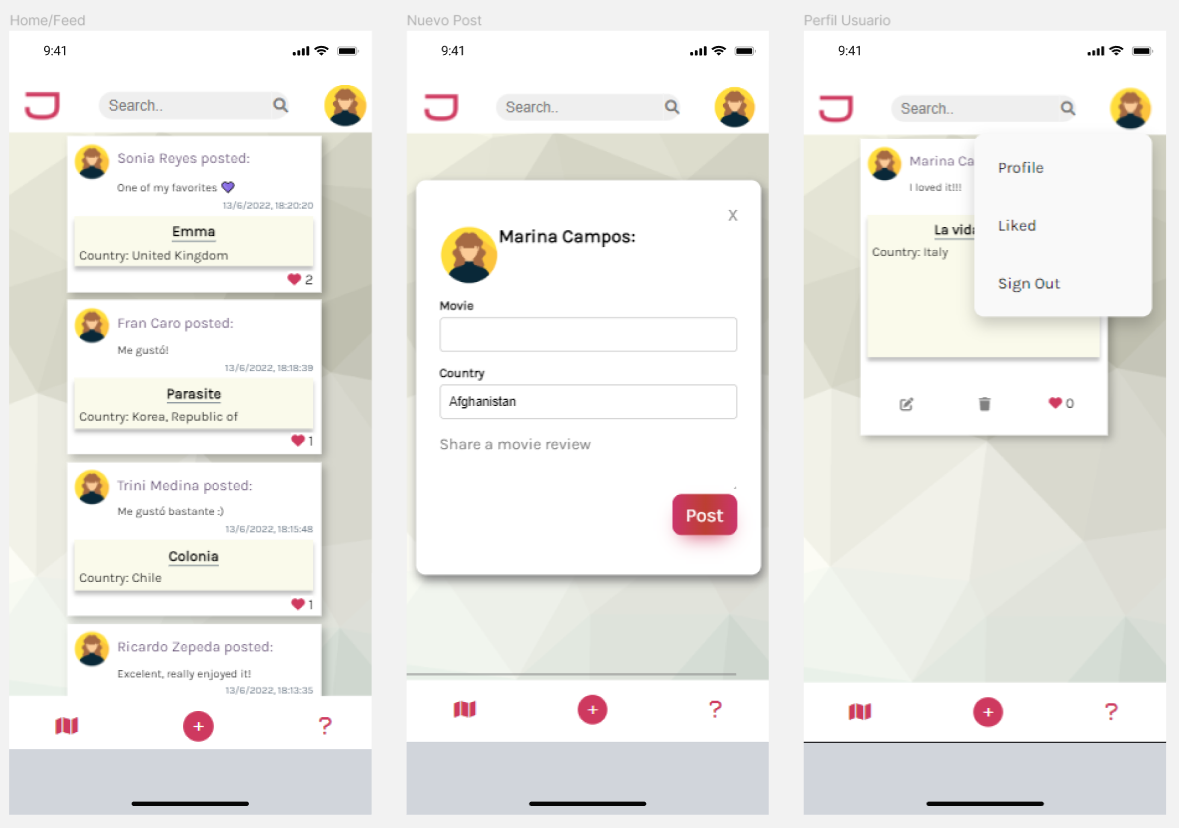 Home/Feed
9:41
Search..
Sonia Reyes posted:
One of my favorites 💜
13/6/2022, 18:20:20
Emma
Country: United Kingdom
2
Fran Caro posted:
Me gustó!
13/6/2022, 18:18:39
Parasite
Country: Korea, Republic of
1
Trini Medina posted:
Me gustó bastante :)
13/6/2022, 18:15:48
Colonia
Country: Chile
1
Ricardo Zepeda posted:
Excelent, really enjoyed it!
13/6/2022, 18:13:35
+
?
Nuevo Post
9:41
Search..
X
Marina Campos:
Movie
Country
Afghanistan
Share a movie review
Post
+
?
Perfil Usuario
9:41
Search..
Marina Ca
I loved it!!!
La vida
Country: Italy
Profile
Liked
Sign Out
0
+
?